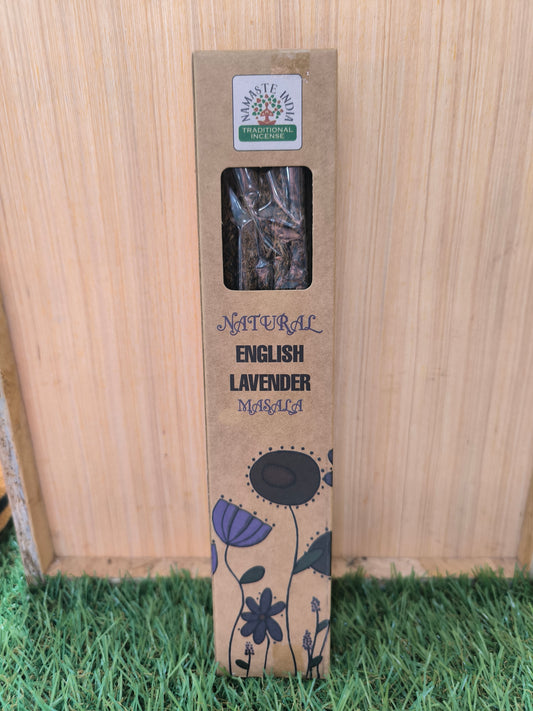 NAMASTE INDIA
TRADITIONAL
INCENSE
NATURAL
ENGLISH
LAVENDER
MASALA